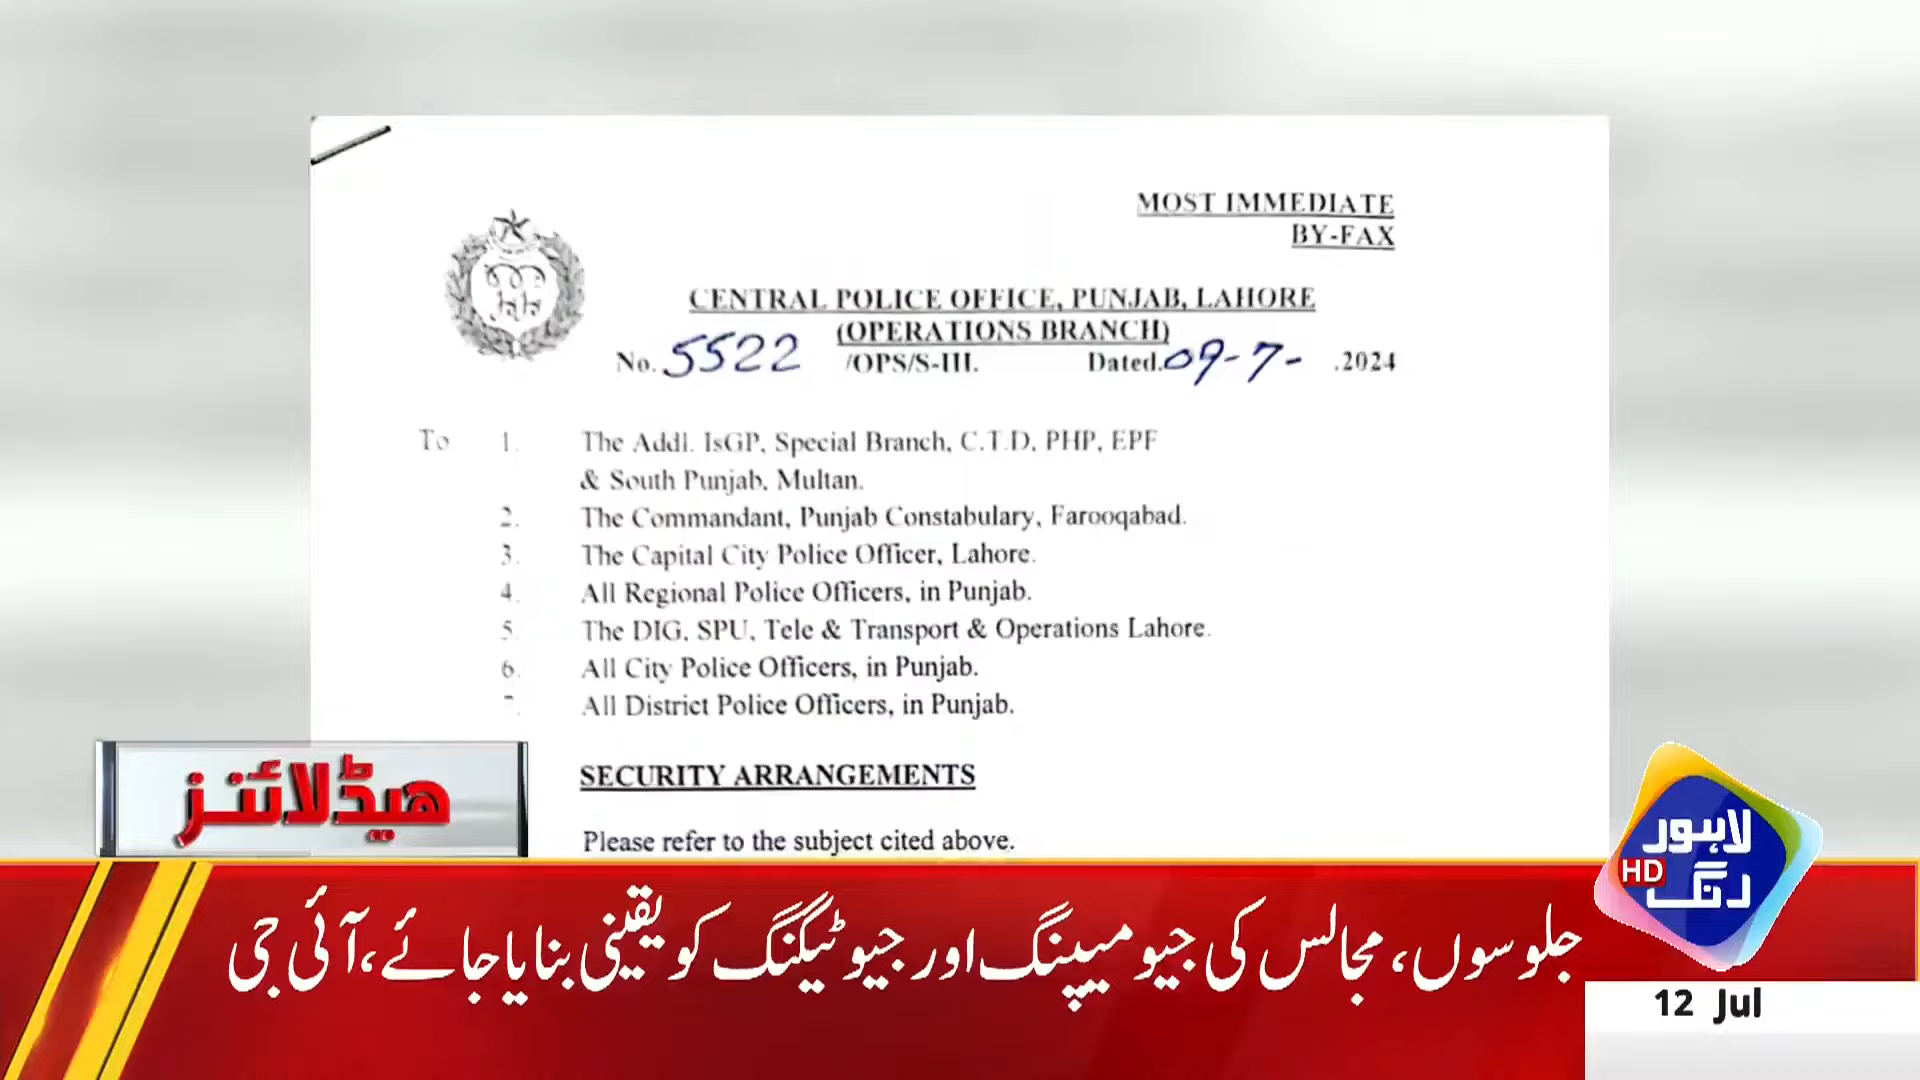 MOST IMMEDIATE
BY-FAX
CENTRAL POLICE OFFICE, PUNJAB, LAHORE
(OPERATIONS BRANCH)
No. 5522 /OPS/S-III. Dated. 09-7- .2024
To 1. The Addl. IsGP, Special Branch, C.T.D, PHP, EPF
& South Punjab, Multan.
2. The Commandant, Punjab Constabulary, Farooqabad.
3. The Capital City Police Officer, Lahore.
4. All Regional Police Officers, in Punjab.
5. The DIG, SPU, Tele & Transport & Operations Lahore.
6. All City Police Officers, in Punjab.
7. All District Police Officers, in Punjab.
SECURITY ARRANGEMENTS
Please refer to the subject cited above.
ہیڈلائنز
لاہور
رنگ
HD
جلوسوں، مجالس کی جیو میپنگ اور جیو ٹیگنگ کو یقینی بنایا جائے، آئی جی
12 Jul